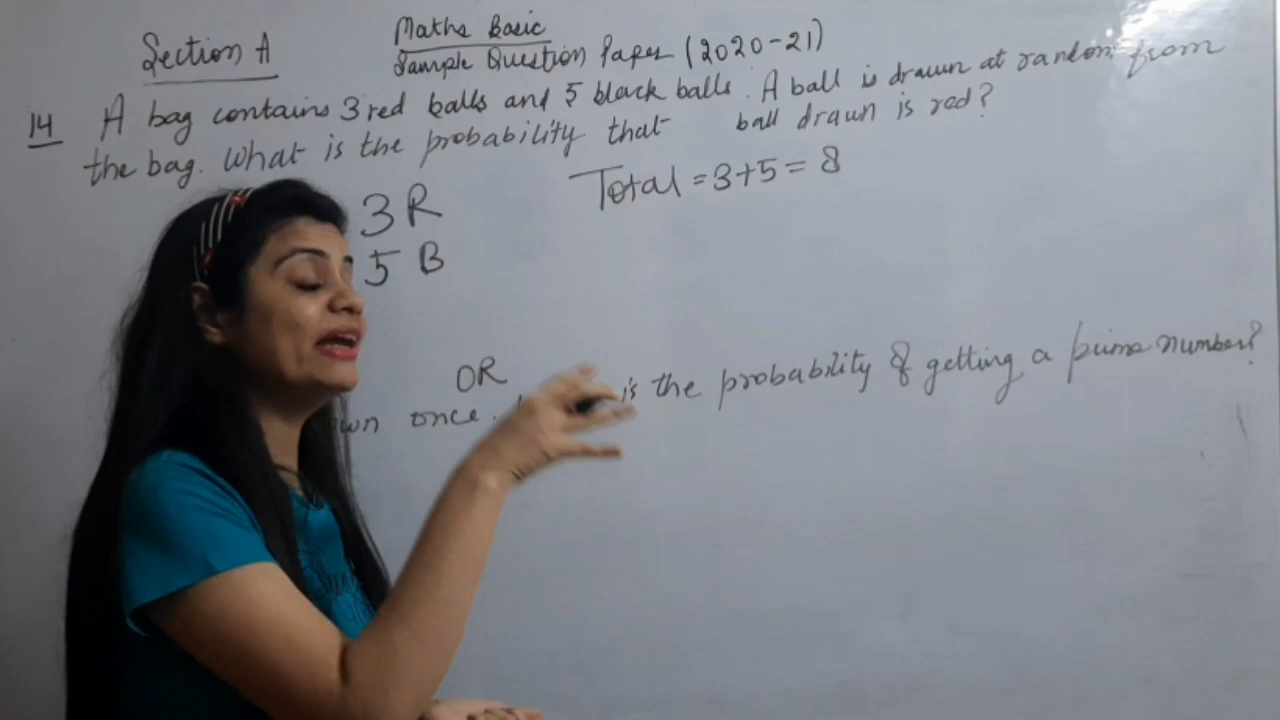 Section A
Maths Basic
Sample Question Paper (2020-21)
14 A bag contains 3 red balls and 5 black balls. A ball is drawn at random from
the bag. What is the probability that ball drawn is red?
Total = 3+5 = 8
3 R
5 B
OR
once. is the probability of getting a prime number?